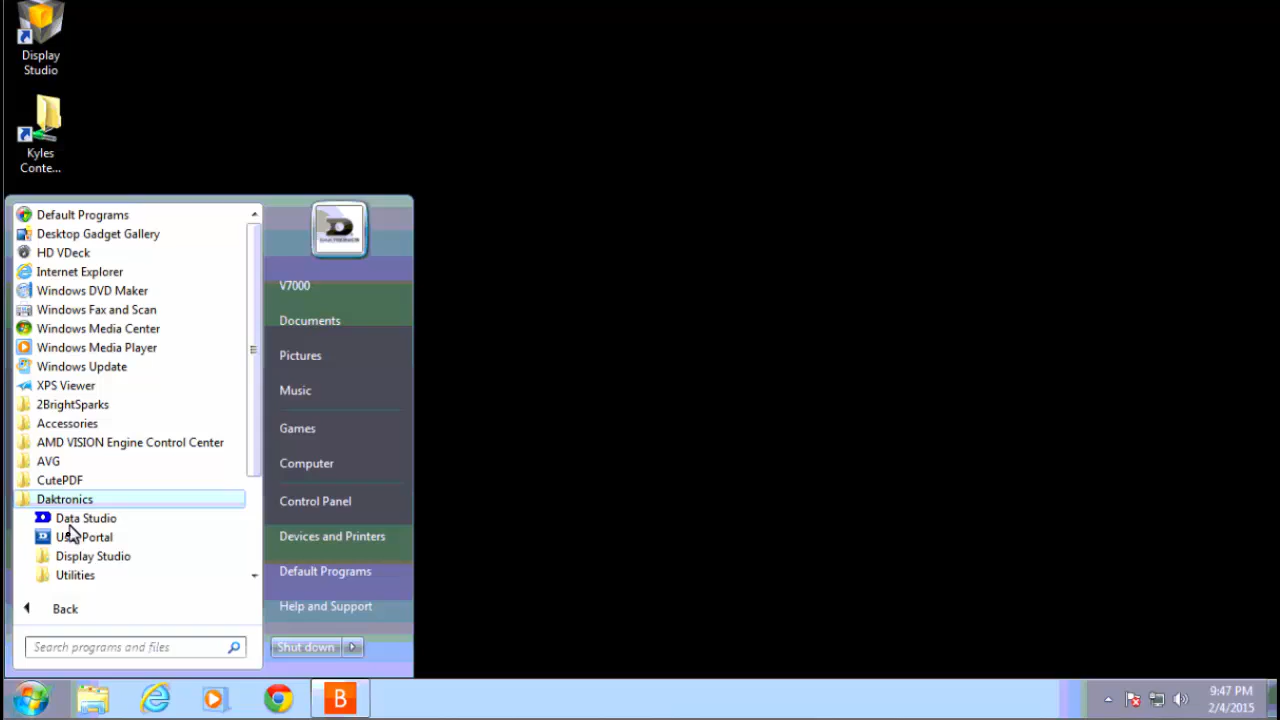 Display
Studio
Kyles
Conte...
Default Programs
Desktop Gadget Gallery
HD VDeck
Internet Explorer
Windows DVD Maker
Windows Fax and Scan
Windows Media Center
Windows Media Player
Windows Update
XPS Viewer
2BrightSparks
Accessories
AMD VISION Engine Control Center
AVG
CutePDF
Daktronics
Data Studio
Portal
Display Studio
Utilities
Back
Search programs and files
V7000
Documents
Pictures
Music
Games
Computer
Control Panel
Devices and Printers
Default Programs
Help and Support
Shut down
B
9:47 PM
2/4/2015